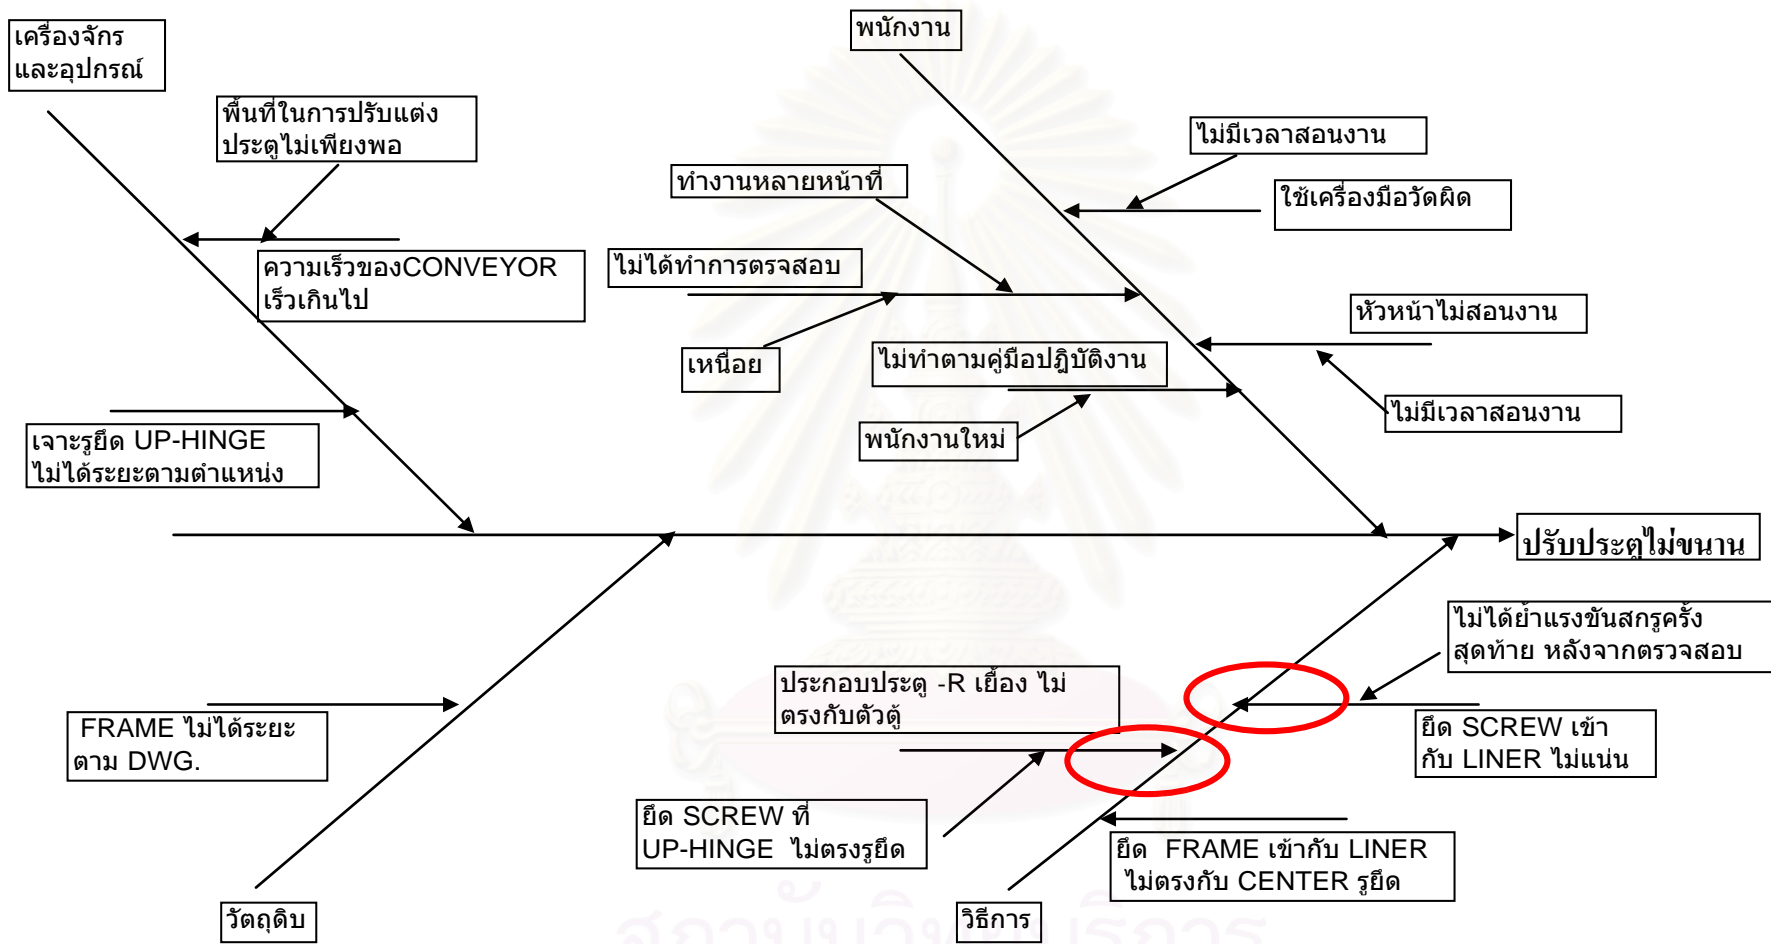 เครื่องจักร
และอุปกรณ์
พนักงาน
พื้นที่ในการปรับแต่ง
ประตูไม่เพียงพอ
ไม่มีเวลาสอนงาน
ทำงานหลายหน้าที่
ใช้เครื่องมือวัดผิด
ความเร็วของCONVEYOR
เร็วเกินไป
ไม่ได้ทำการตรจสอบ
หัวหน้าไม่สอนงาน
เหนื่อย
ไม่ทำตามคู่มือปฎิบัติงาน
ไม่มีเวลาสอนงาน
เจาะรูยึด UP-HINGE
ไม่ได้ระยะตามตำแหน่ง
พนักงานใหม่
ปรับประตูไม่ขนาน
ไม่ได้ย้ำแรงขันสกรูครั้ง
สุดท้าย หลังจากตรวจสอบ
ประกอบประตู -R เยื้อง ไม่
ตรงกับตัวตู้
FRAME ไม่ได้ระยะ
ตาม DWG.
ยึด SCREW เข้า
กับ LINER ไม่แน่น
ยึด SCREW ที่
UP-HINGE ไม่ตรงรูยึด
ยึด FRAME เข้ากับ LINER
ไม่ตรงกับ CENTER รูยึด
วัตถุดิบ
วิธีการ
สถาบันวิทยบริการ